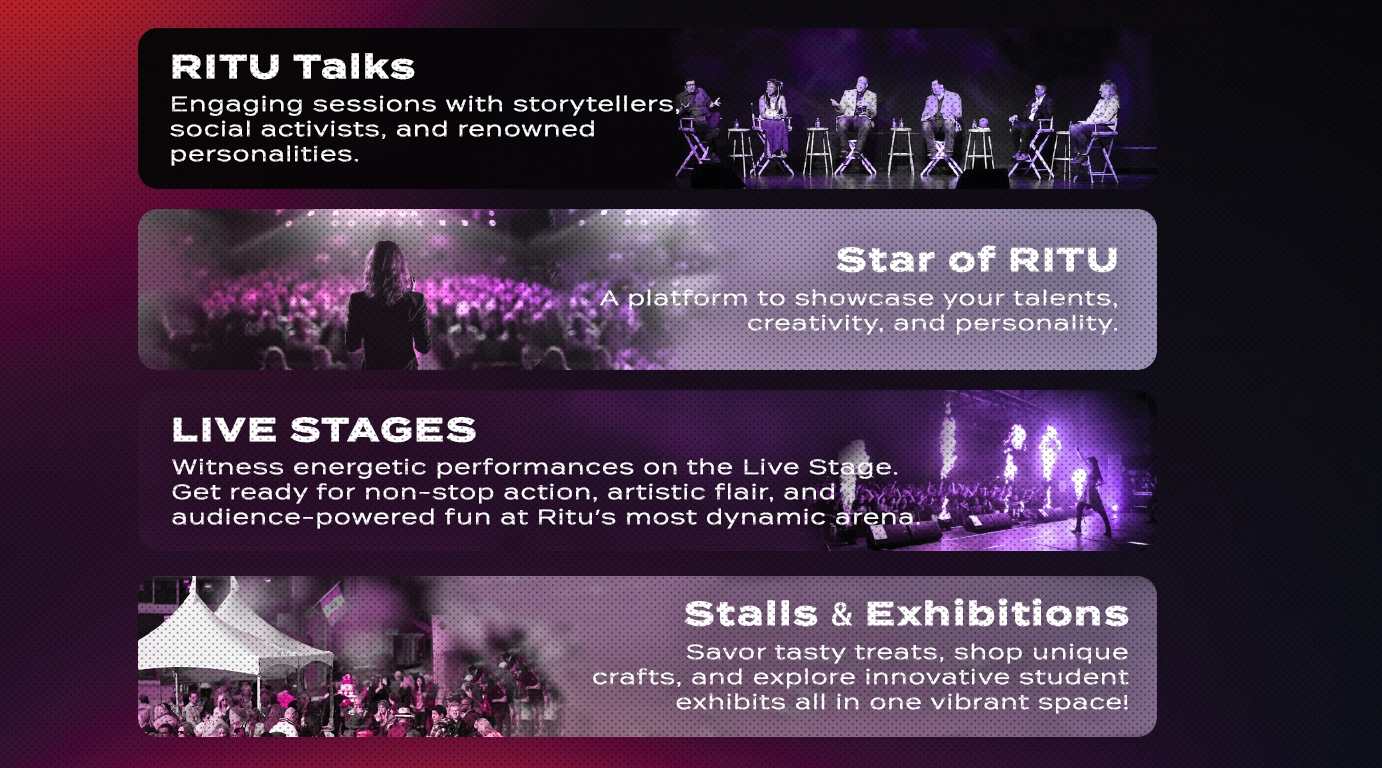 RITU Talks
Engaging sessions with storytellers,
social activists, and renowned
personalities.
Star of RITU
A platform to showcase your talents,
creativity, and personality.
LIVE STAGES
Witness energetic performances on the Live Stage.
Get ready for non-stop action, artistic flair, and
audience-powered fun at Ritu's most dynamic arena.
Stalls & Exhibitions
Savor tasty treats, shop unique
crafts, and explore innovative student
exhibits all in one vibrant space!